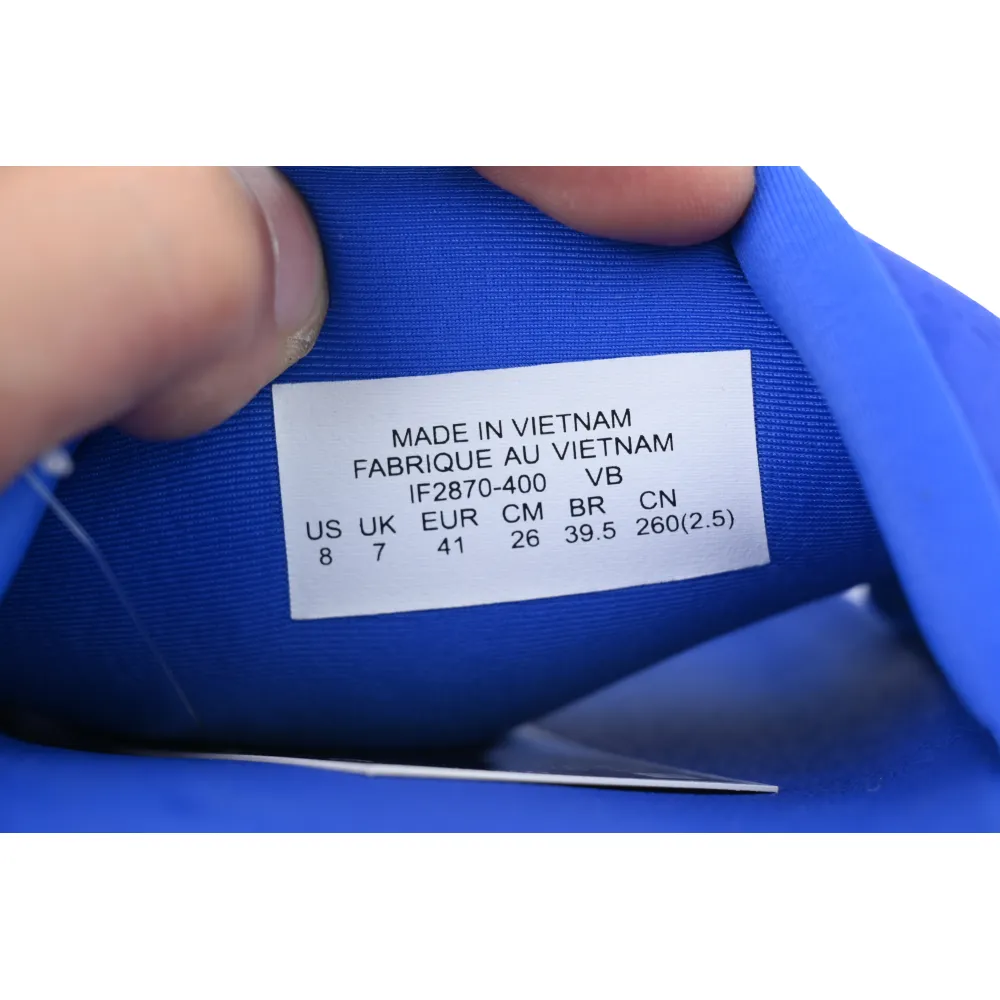 MADE IN VIETNAM
FABRIQUE AU VIETNAM
IF2870-400 VB
US UK EUR CM BR CN
8 7 41 26 39.5 260(2.5)